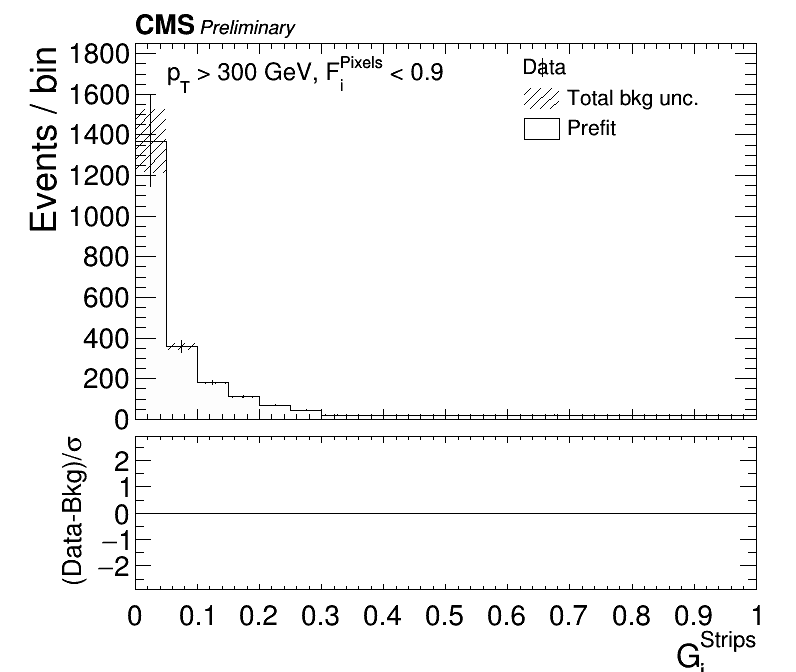 CMS Preliminary
p_T > 300 GeV, F_i^Pixels < 0.9
Data
Total bkg unc.
Prefit
Events / bin
1800
1600
1400
1200
1000
800
600
400
200
0
(Data-Bkg)/σ
2
1
0
−1
−2
0 0.1 0.2 0.3 0.4 0.5 0.6 0.7 0.8 0.9 1
G_i^Strips